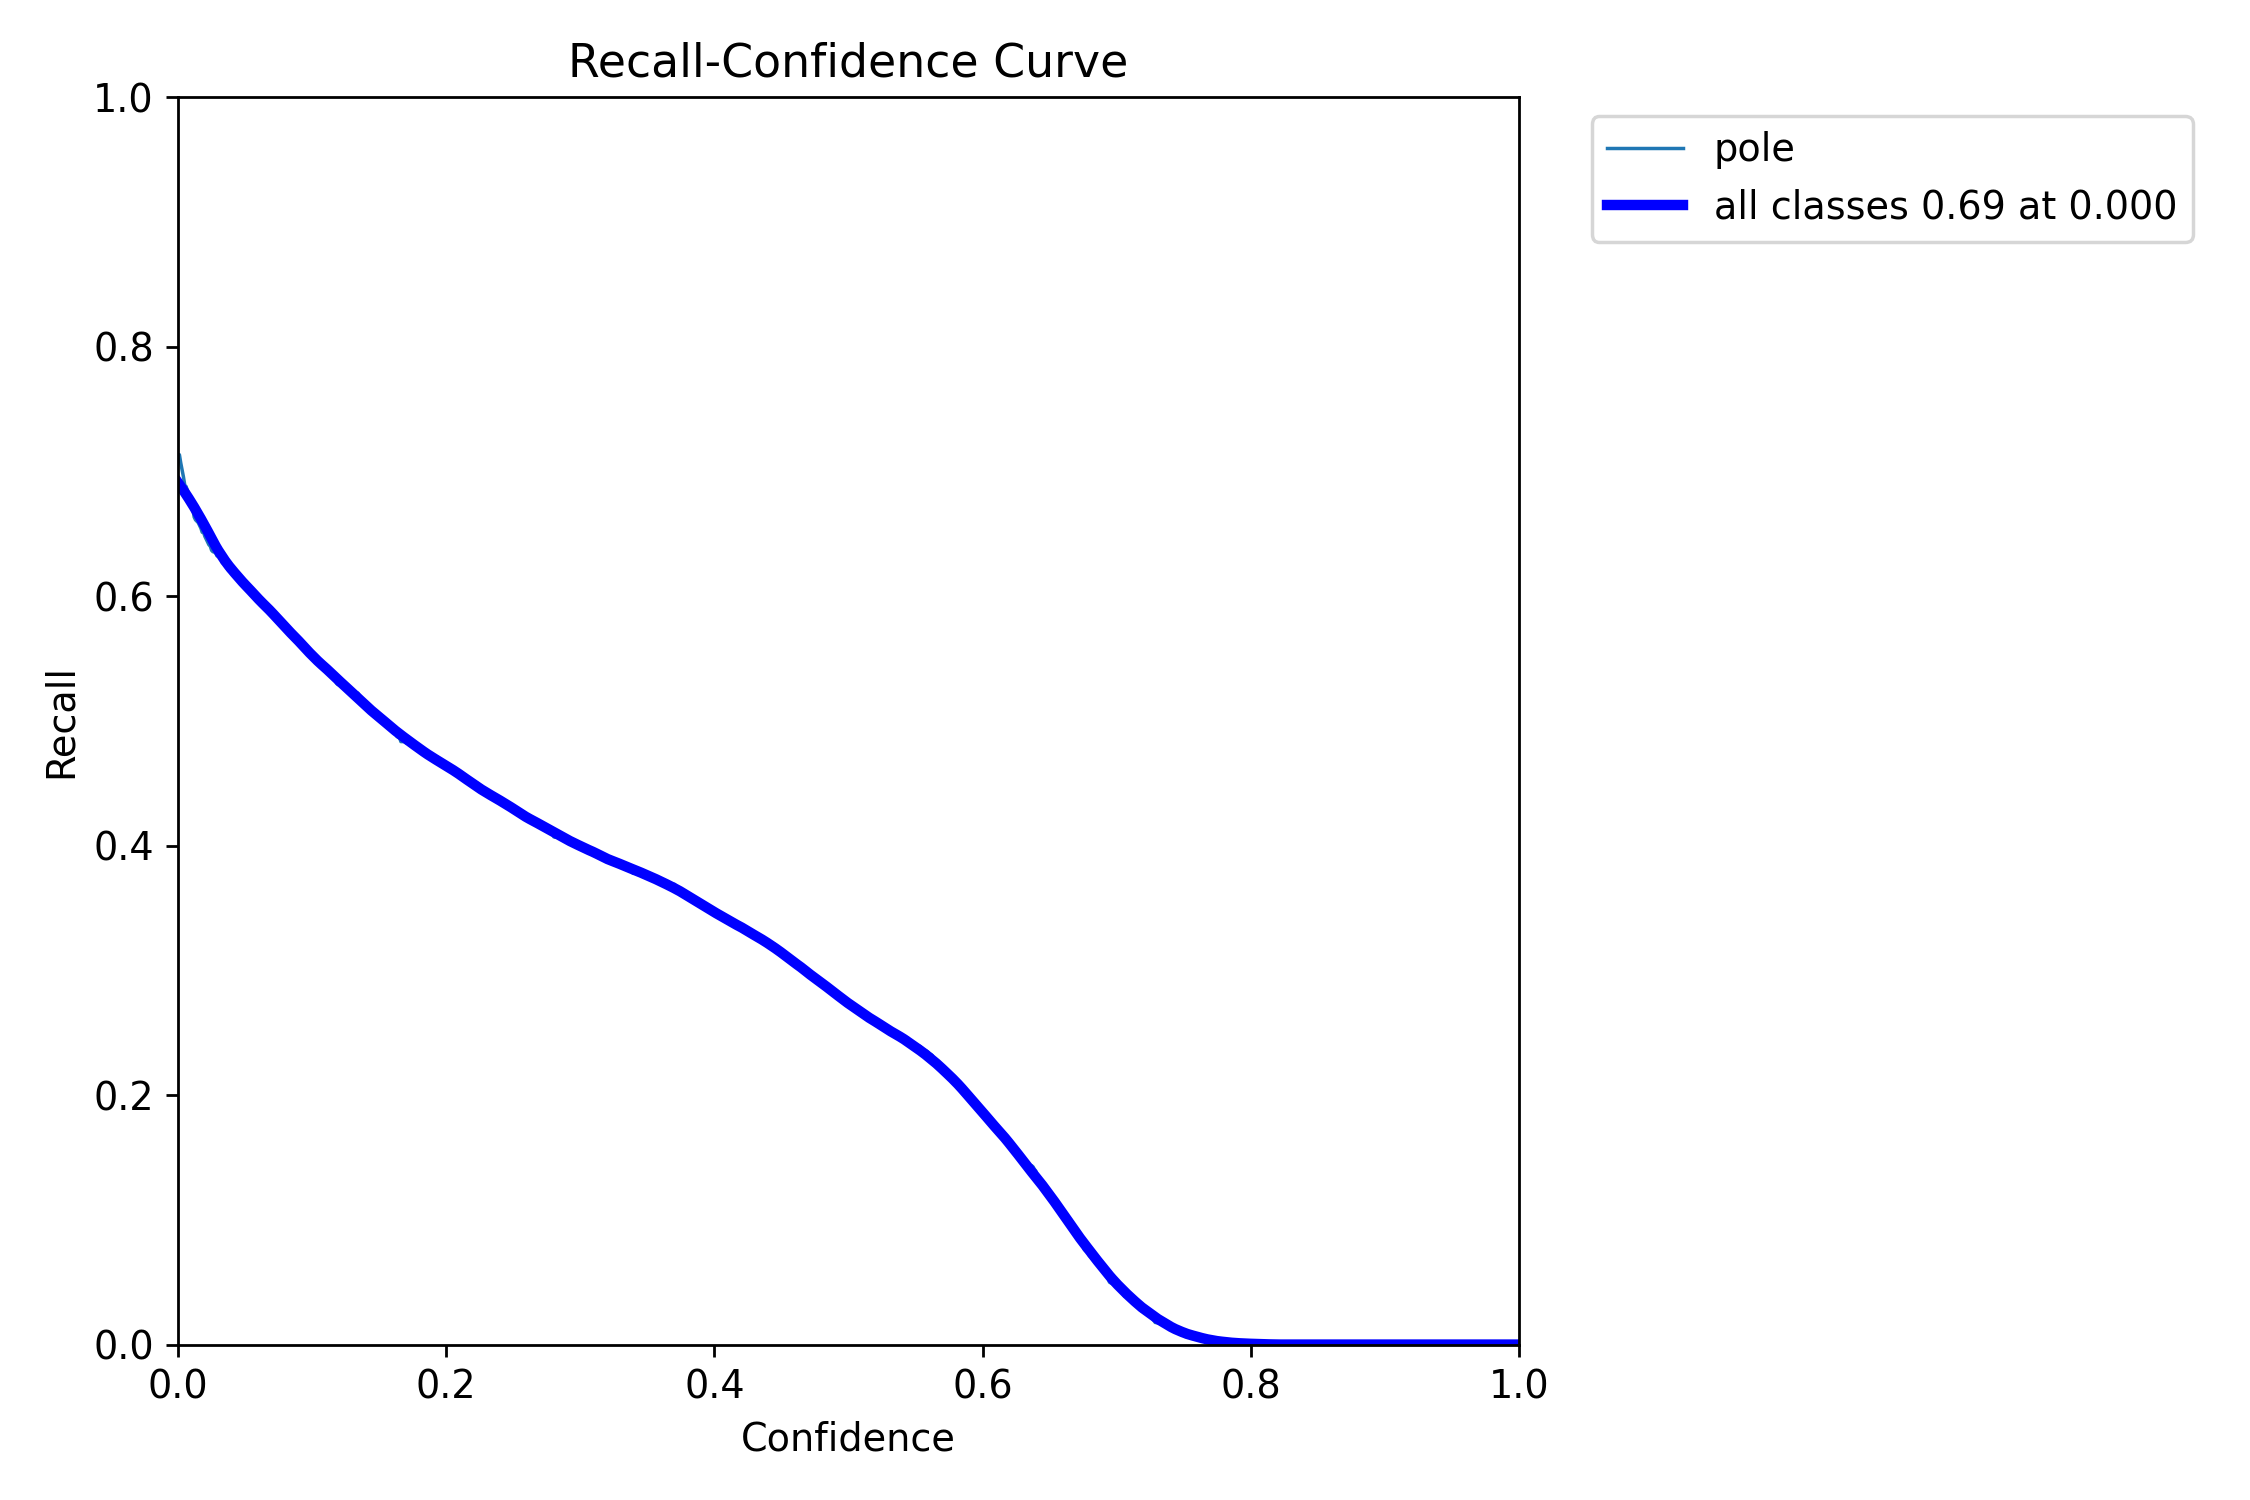 Recall-Confidence Curve
1.0
0.8
0.6
0.4
0.2
0.0
Recall
0.0 0.2 0.4 0.6 0.8 1.0
Confidence
pole
all classes 0.69 at 0.000